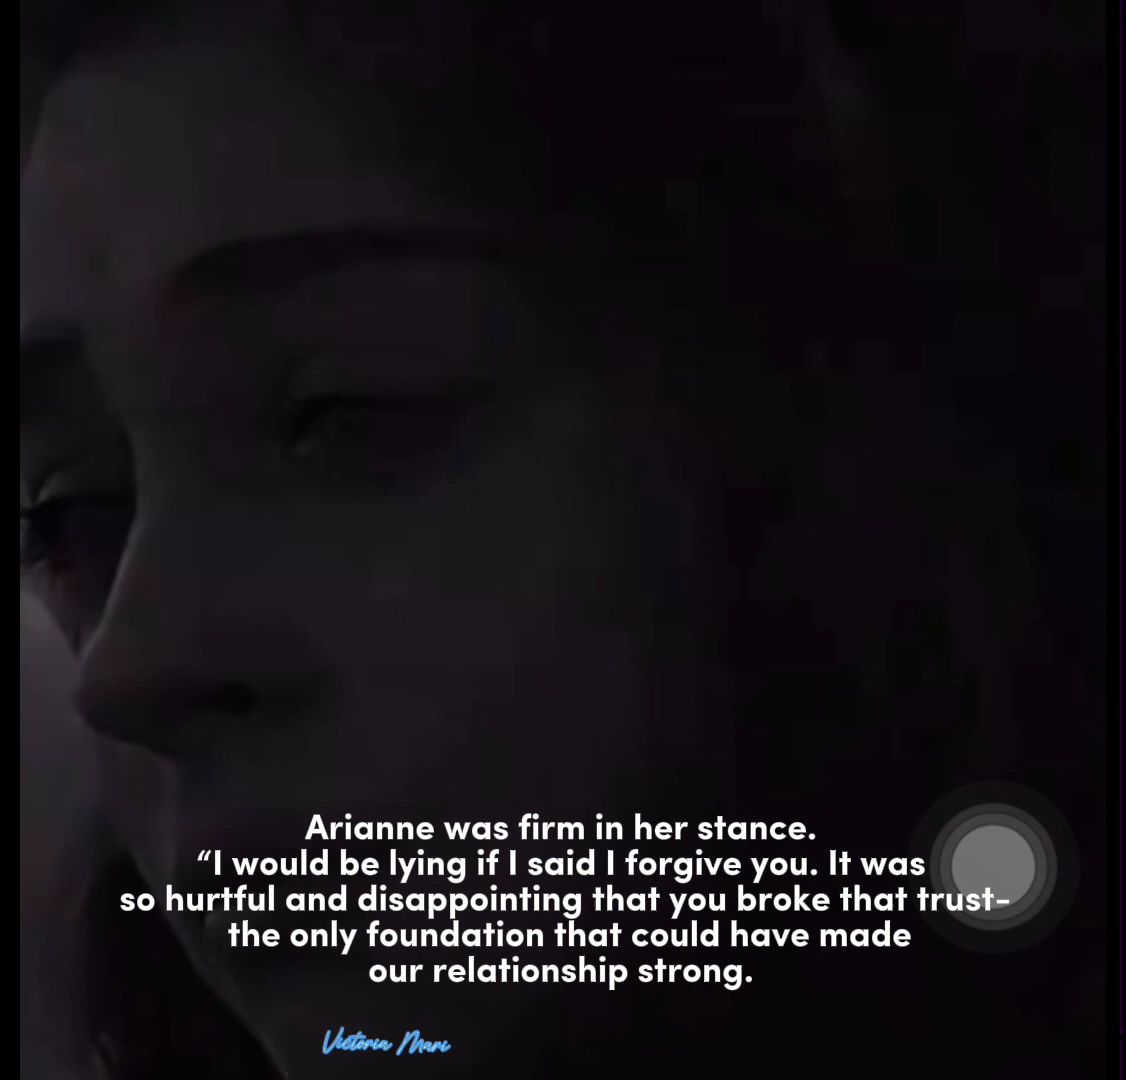 Arianne was firm in her stance.
“I would be lying if I said I forgive you. It was
so hurtful and disappointing that you broke that trust-
the only foundation that could have made
our relationship strong.
Victoria Mari